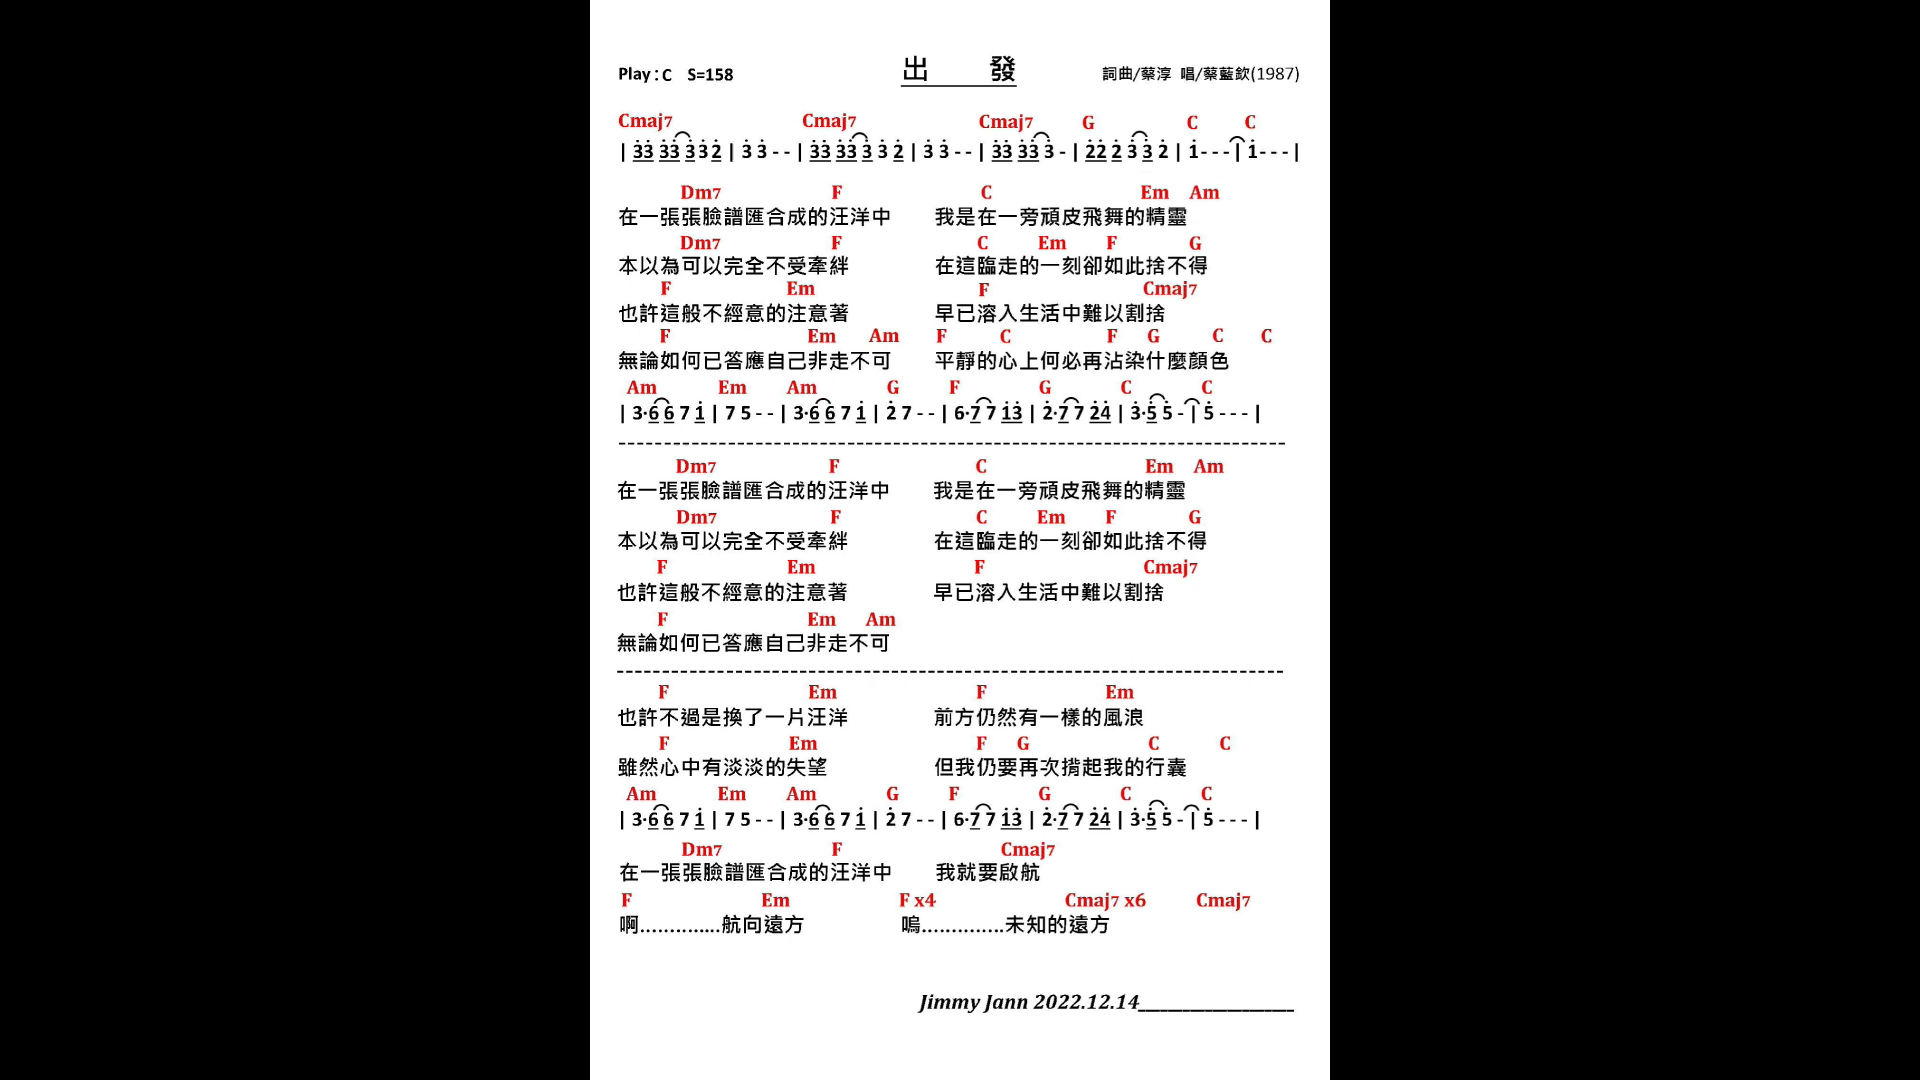 Play : C S=158 出 發 詞曲/蔡淳 唱/蔡藍欽(1987)
Cmaj7 Cmaj7 Cmaj7 G C C
| 33 33 3 3 2 | 3 3 - - | 33 33 3 3 2 | 3 3 - - | 33 33 3 - | 22 2 3 3 2 | 1 - - - | 1 - - - |
Dm7 F C Em Am
在一張張臉譜匯合成的汪洋中 我是在一旁頑皮飛舞的精靈
Dm7 F C Em F G
本以為可以完全不受牽絆 在這臨走的一刻卻如此捨不得
F Em F Cmaj7
也許這般不經意的注意著 早已溶入生活中難以割捨
F Em Am F C F G C C
無論如何已答應自己非走不可 平靜的心上何必再沾染什麼顏色
Am Em Am G F G C C
| 3·6 6 7 1 | 7 5 - - | 3·6 6 7 1 | 2 7 - - | 6·7 7 13 | 2·7 7 24 | 3·5 5 - | 5 - - - |
Dm7 F C Em Am
在一張張臉譜匯合成的汪洋中 我是在一旁頑皮飛舞的精靈
Dm7 F C Em F G
本以為可以完全不受牽絆 在這臨走的一刻卻如此捨不得
F Em F Cmaj7
也許這般不經意的注意著 早已溶入生活中難以割捨
F Em Am
無論如何已答應自己非走不可
F Em F Em
也許不過是換了一片汪洋 前方仍然有一樣的風浪
F Em F G C C
雖然心中有淡淡的失望 但我仍要再次揹起我的行囊
Am Em Am G F G C C
| 3·6 6 7 1 | 7 5 - - | 3·6 6 7 1 | 2 7 - - | 6·7 7 13 | 2·7 7 24 | 3·5 5 - | 5 - - - |
Dm7 F Cmaj7
在一張張臉譜匯合成的汪洋中 我就要啟航
F Em F x4 Cmaj7 x6 Cmaj7
啊..............航向遠方 嗚..............未知的遠方
Jimmy Jann 2022.12.14